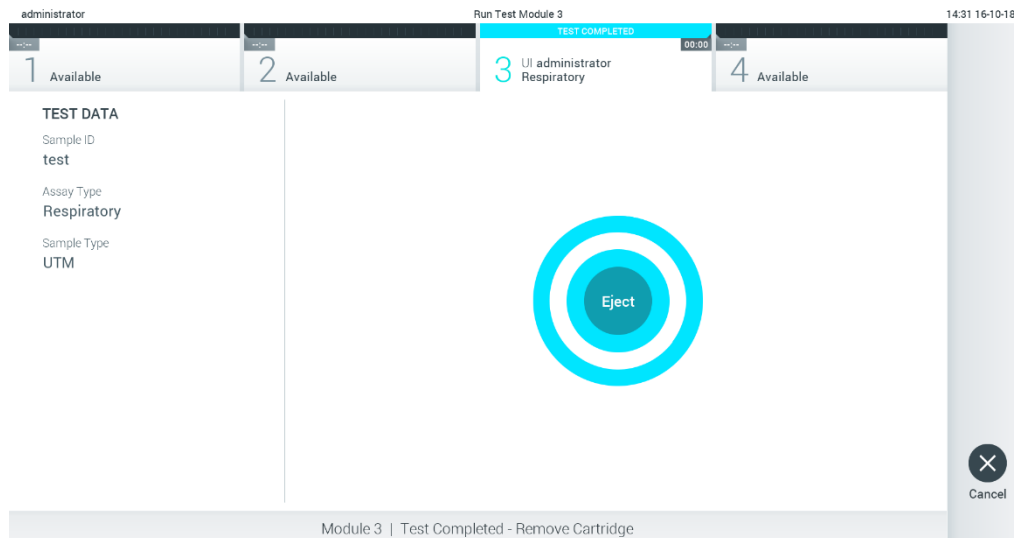 administrator
Run Test Module 3
14:31 16-10-18
--:--
1 Available
--:--
2 Available
TEST COMPLETED
00:00
3 UI administrator
Respiratory
--:--
4 Available
TEST DATA
Sample ID
test
Assay Type
Respiratory
Sample Type
UTM
Eject
Cancel
Module 3 | Test Completed - Remove Cartridge